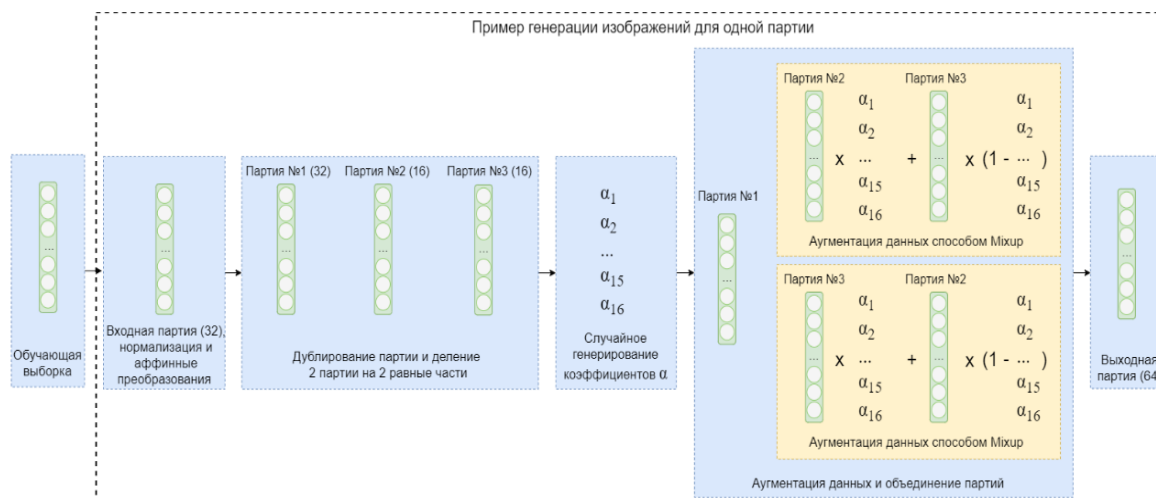 Пример генерации изображений для одной партии
...
Обучающая
выборка
...
Входная партия (32),
нормализация и
аффинные
преобразования
Партия №1 (32)
Партия №2 (16)
Партия №3 (16)
...
...
...
Дублирование партии и деление
2 партии на 2 равные части
α1
α2
...
α15
α16
Случайное
генерирование
коэффициентов α
Партия №1
...
Партия №2
Партия №3
α1 α1
α2 α2
... x ... + ... x (1 - ... )
α15 α15
α16 α16
Аугментация данных способом Mixup
Партия №3
Партия №2
α1 α1
α2 α2
... x ... + ... x (1 - ... )
α15 α15
α16 α16
Аугментация данных способом Mixup
Аугментация данных и объединение партий
...
Выходная
партия (64